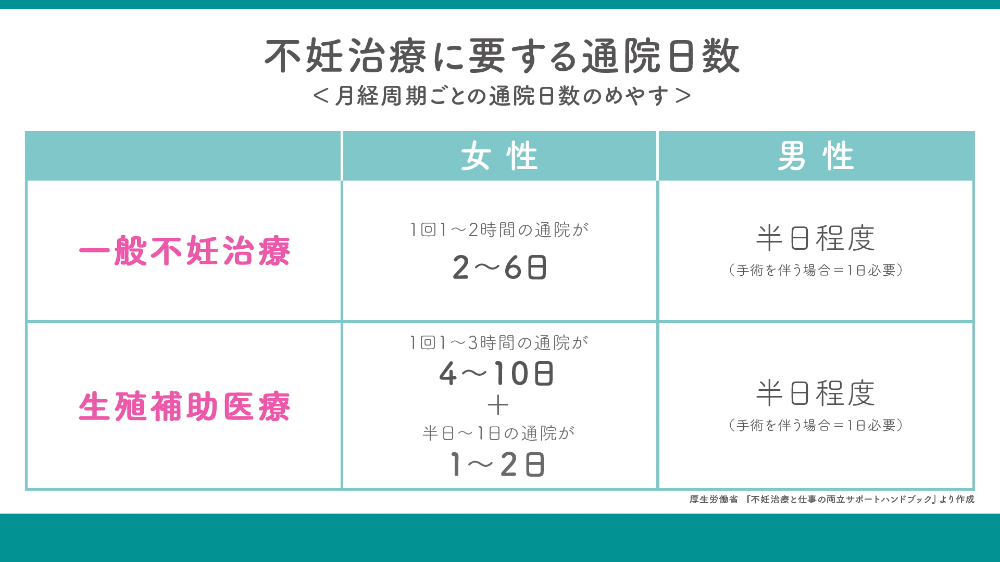 不妊治療に要する通院日数
＜月経周期ごとの通院日数のめやす＞
女性
男性
一般不妊治療
1回1〜2時間の通院が
2〜6日
半日程度
（手術を伴う場合＝1日必要）
生殖補助医療
1回1〜3時間の通院が
4〜10日
＋
半日〜1日の通院が
1〜2日
半日程度
（手術を伴う場合＝1日必要）
厚生労働省 『不妊治療と仕事の両立サポートハンドブック』より作成